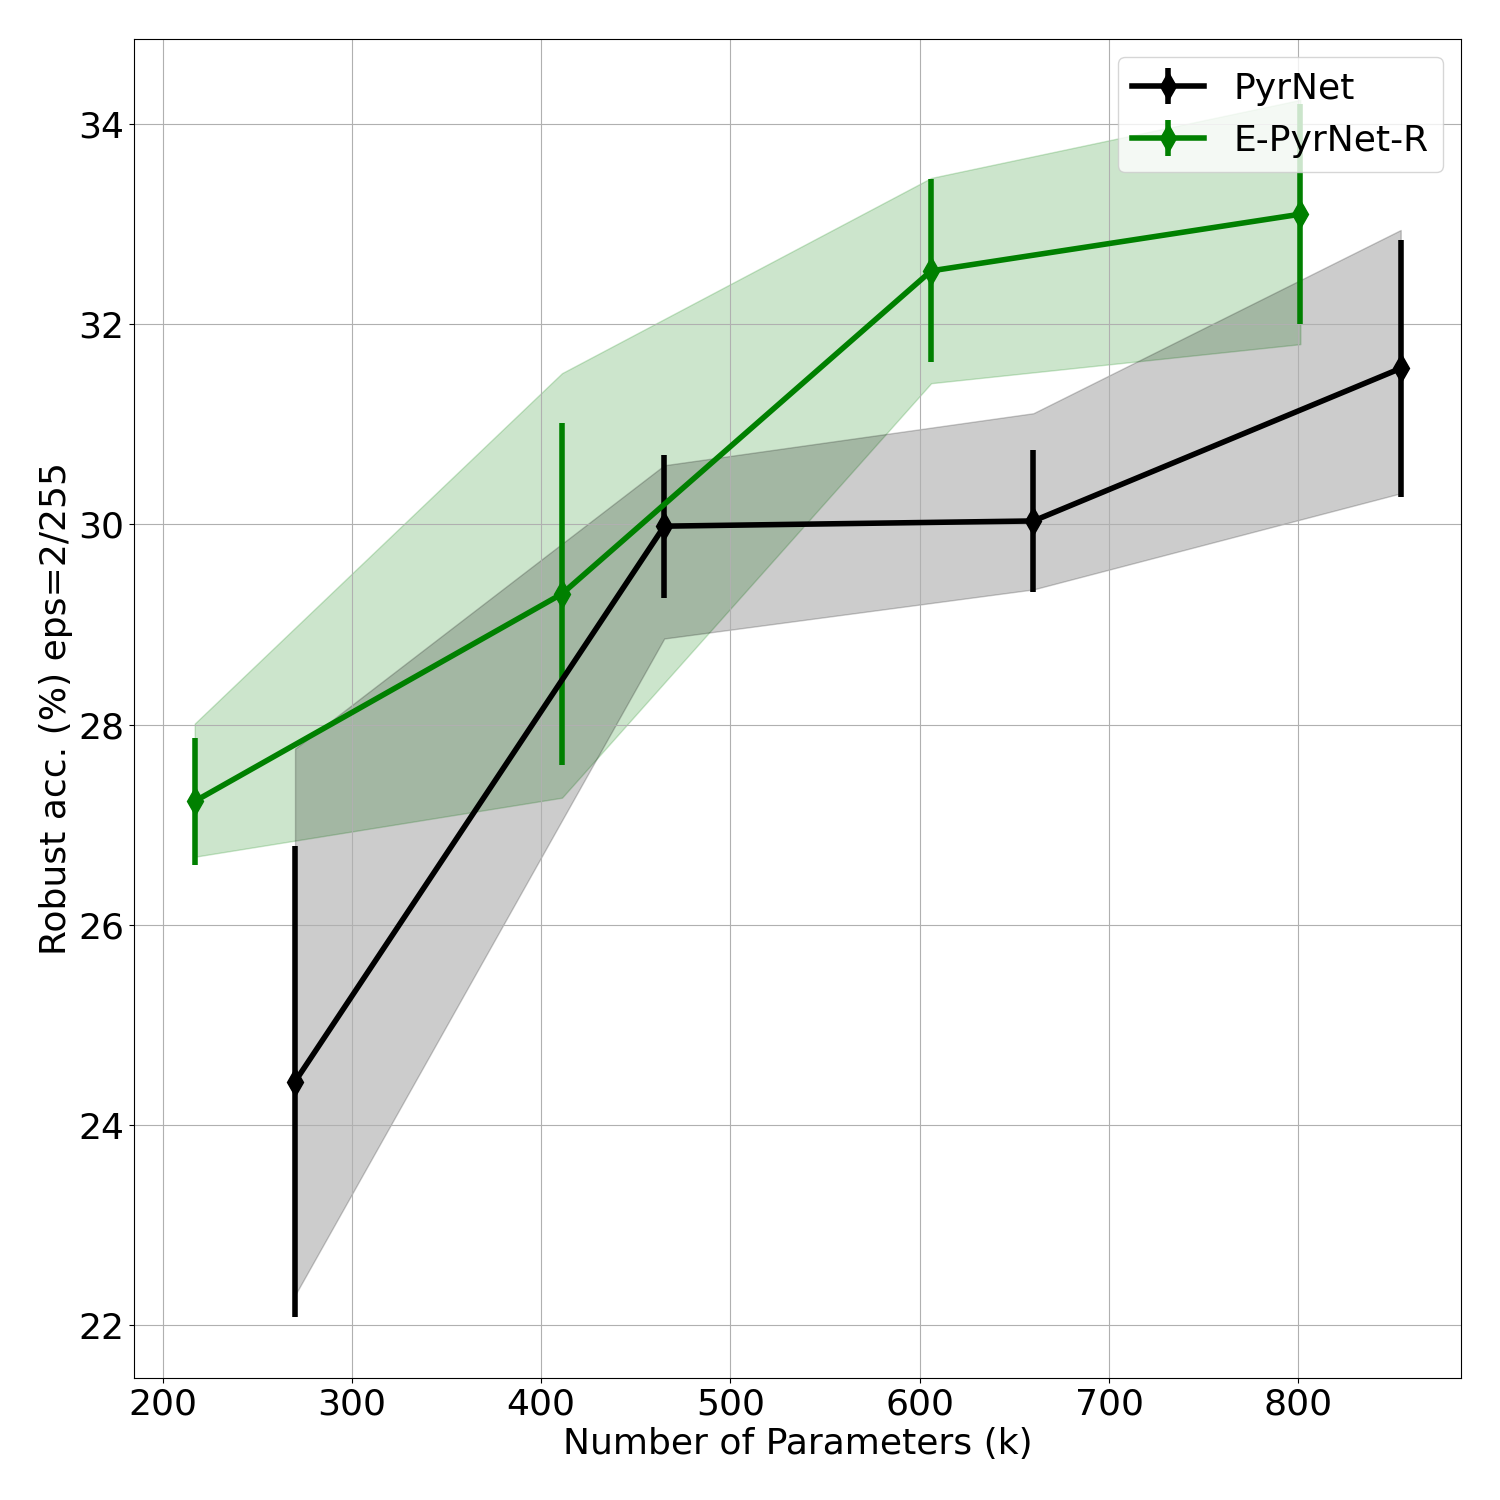 PyrNet
E-PyrNet-R
34
32
30
28
26
24
22
Robust acc. (%) eps=2/255
200 300 400 500 600 700 800
Number of Parameters (k)